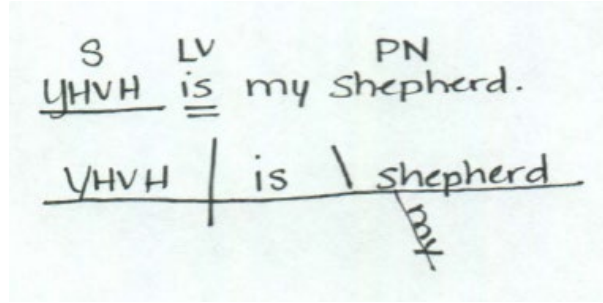 S LV PN
YHVH is my shepherd.
YHVH is shepherd
my